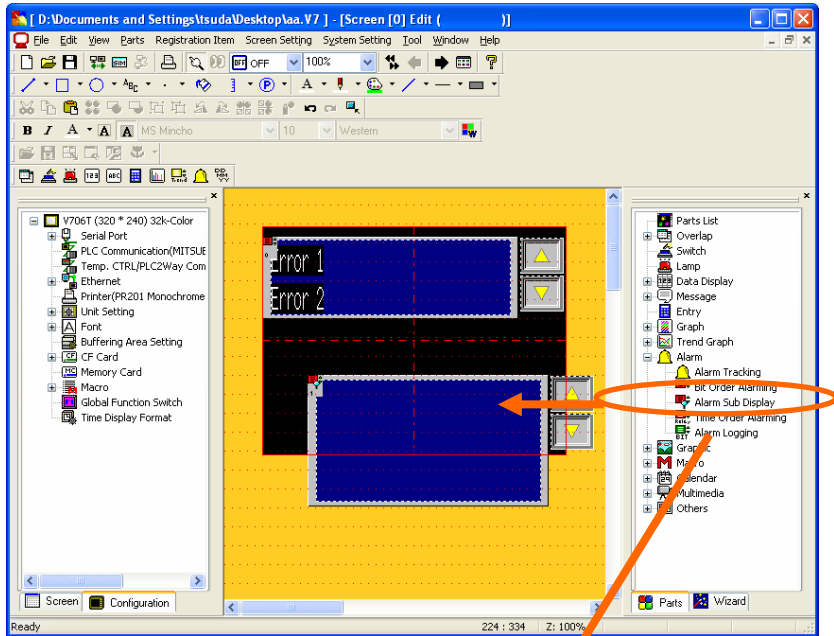 [ D:\Documents and Settings\tsuda\Desktop\aa.V7 ] - [Screen [0] Edit ( )]
File Edit View Parts Registration Item Screen Setting System Setting Tool Window Help
OFF OFF 100%
ABC
B I A A A MS Mincho 10 Western
V706T (320 * 240) 32k-Color
Serial Port
PLC Communication(MITSUE
Temp. CTRL/PLC2Way Com
Ethernet
Printer(PR201 Monochrome
Unit Setting
Font
Buffering Area Setting
CF Card
Memory Card
Macro
Global Function Switch
Time Display Format
Screen Configuration
Error 1
Error 2
Parts List
Overlap
Switch
Lamp
Data Display
Message
Entry
Graph
Trend Graph
Alarm
Alarm Tracking
Bit Order Alarming
Alarm Sub Display
Time Order Alarming
Alarm Logging
Graphic
Macro
Calendar
Multimedia
Others
Parts Wizard
Ready 224 : 334 Z: 100%